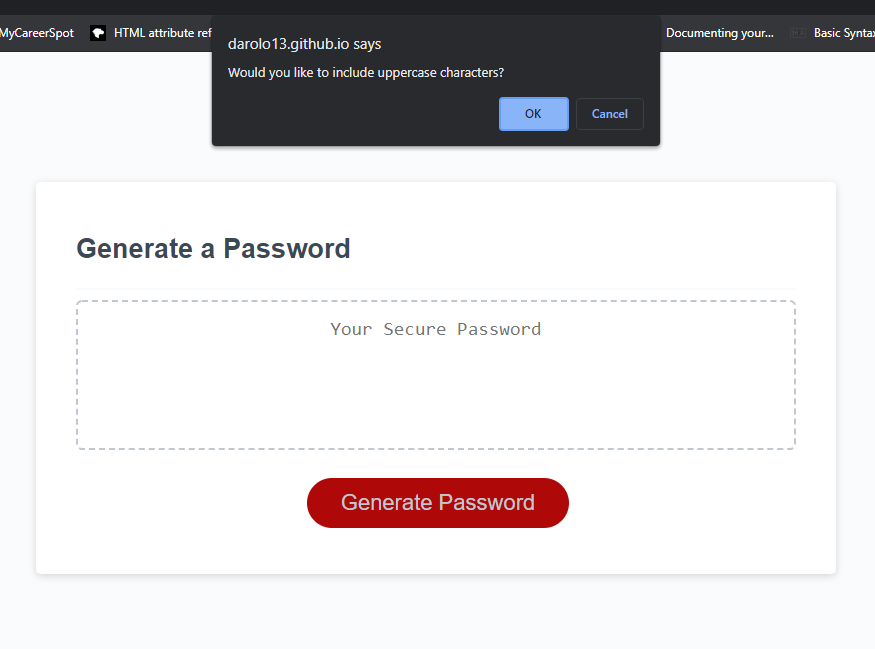 MyCareerSpot HTML attribute ref Documenting your... Basic Syntax
darolo13.github.io says
Would you like to include uppercase characters?
OK Cancel
Generate a Password
Your Secure Password
Generate Password